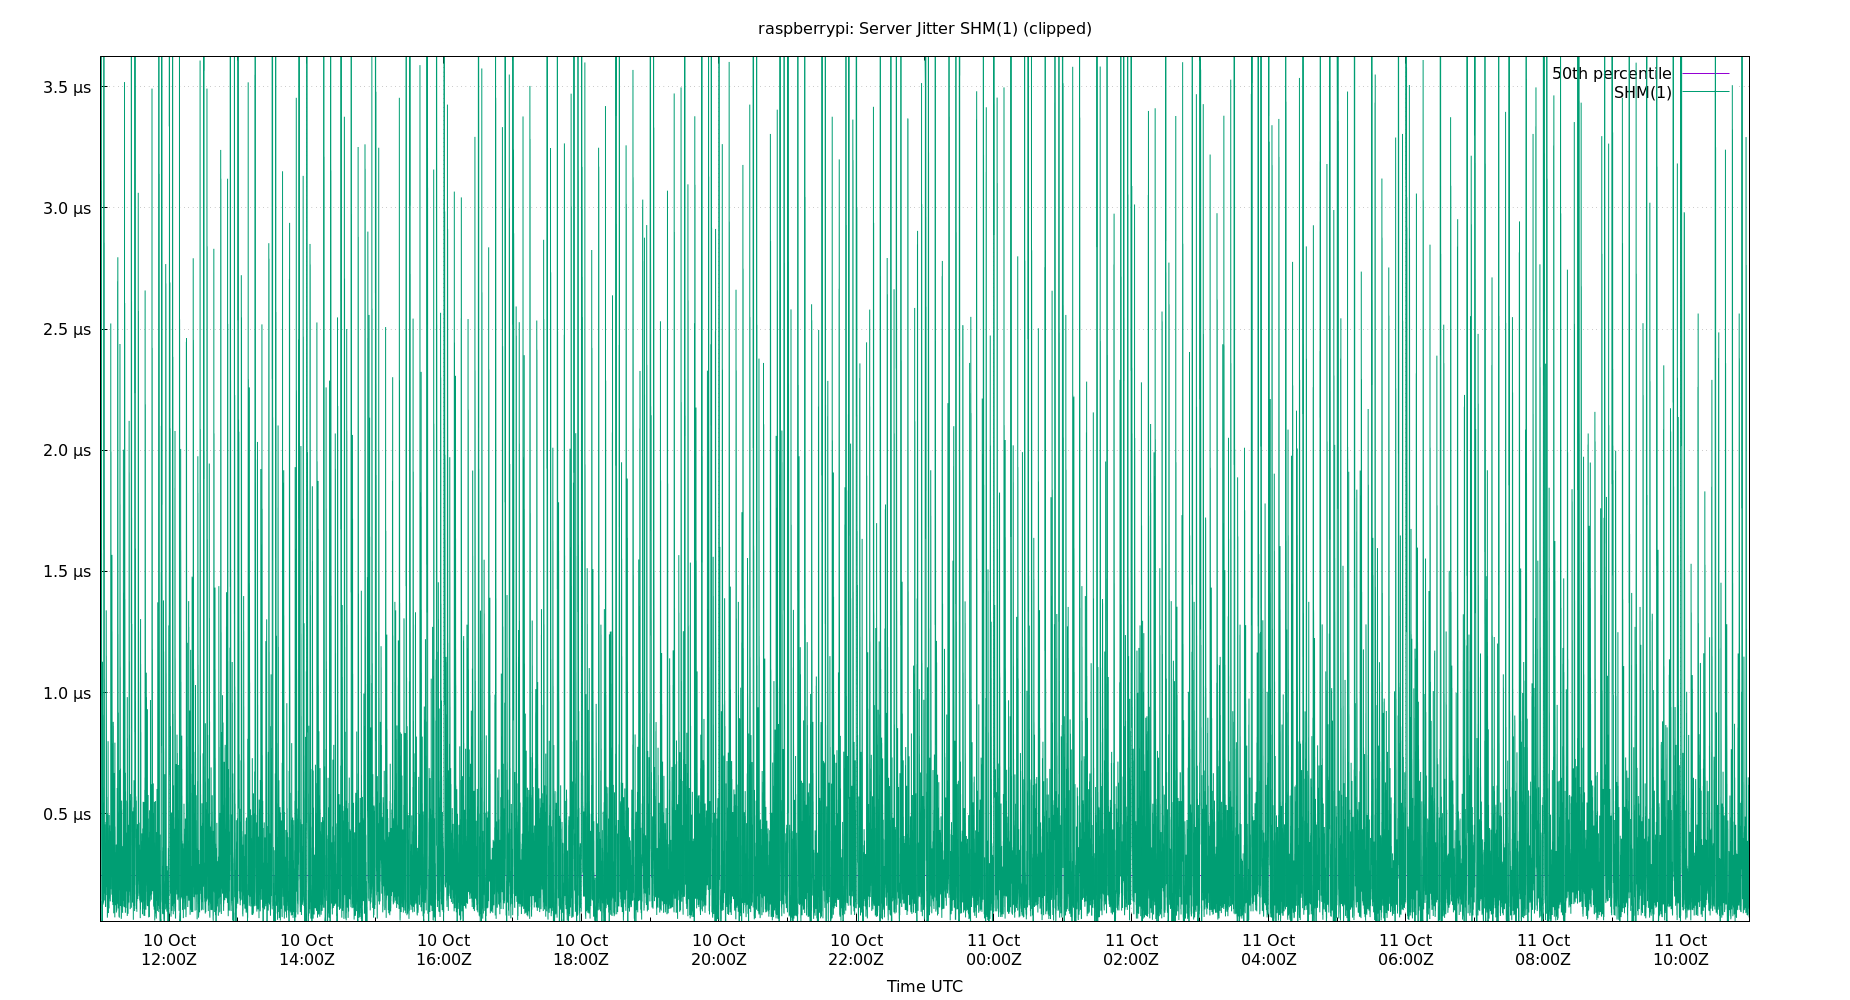 raspberrypi: Server Jitter SHM(1) (clipped)
50th percentile
SHM(1)
3.5 µs
3.0 µs
2.5 µs
2.0 µs
1.5 µs
1.0 µs
0.5 µs
10 Oct 10 Oct 10 Oct 10 Oct 10 Oct 10 Oct 11 Oct 11 Oct 11 Oct 11 Oct 11 Oct 11 Oct
12:00Z 14:00Z 16:00Z 18:00Z 20:00Z 22:00Z 00:00Z 02:00Z 04:00Z 06:00Z 08:00Z 10:00Z
Time UTC